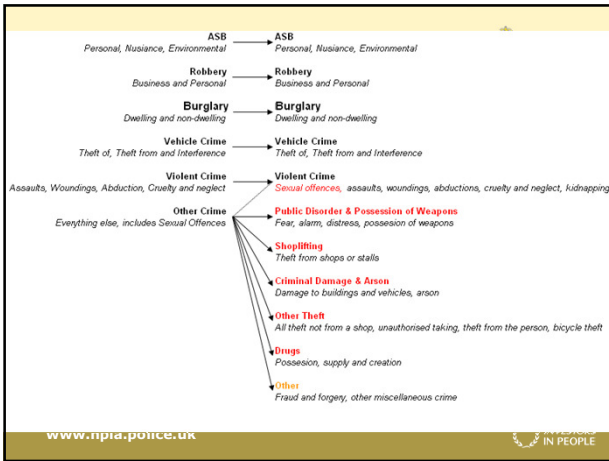 ASB
Personal, Nusiance, Environmental
ASB
Personal, Nusiance, Environmental
Robbery
Business and Personal
Robbery
Business and Personal
Burglary
Dwelling and non-dwelling
Burglary
Dwelling and non-dwelling
Vehicle Crime
Theft of, Theft from and Interference
Vehicle Crime
Theft of, Theft from and Interference
Violent Crime
Assaults, Woundings, Abduction, Cruelty and neglect
Violent Crime
Sexual offences, assaults, woundings, abductions, cruelty and neglect, kidnapping
Other Crime
Everything else, includes Sexual Offences
Public Disorder & Possession of Weapons
Fear, alarm, distress, possesion of weapons
Shoplifting
Theft from shops or stalls
Criminal Damage & Arson
Damage to buildings and vehicles, arson
Other Theft
All theft not from a shop, unauthorised taking, theft from the person, bicycle theft
Drugs
Possesion, supply and creation
Other
Fraud and forgery, other miscellaneous crime
www.npia.police.uk
INVESTORS
IN PEOPLE